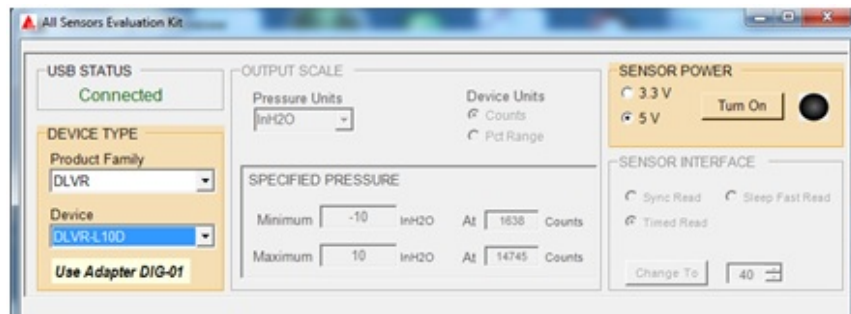 All Sensors Evaluation Kit
USB STATUS
Connected
DEVICE TYPE
Product Family
DLVR
Device
DLVR-L10D
Use Adapter DIG-01
OUTPUT SCALE
Pressure Units
InH2O
Device Units
Counts
Pct Range
SPECIFIED PRESSURE
Minimum -10 InH2O At 1638 Counts
Maximum 10 InH2O At 14745 Counts
SENSOR POWER
3.3 V
5 V
Turn On
SENSOR INTERFACE
Sync Read Sleep Fast Read
Timed Read
Change To 40